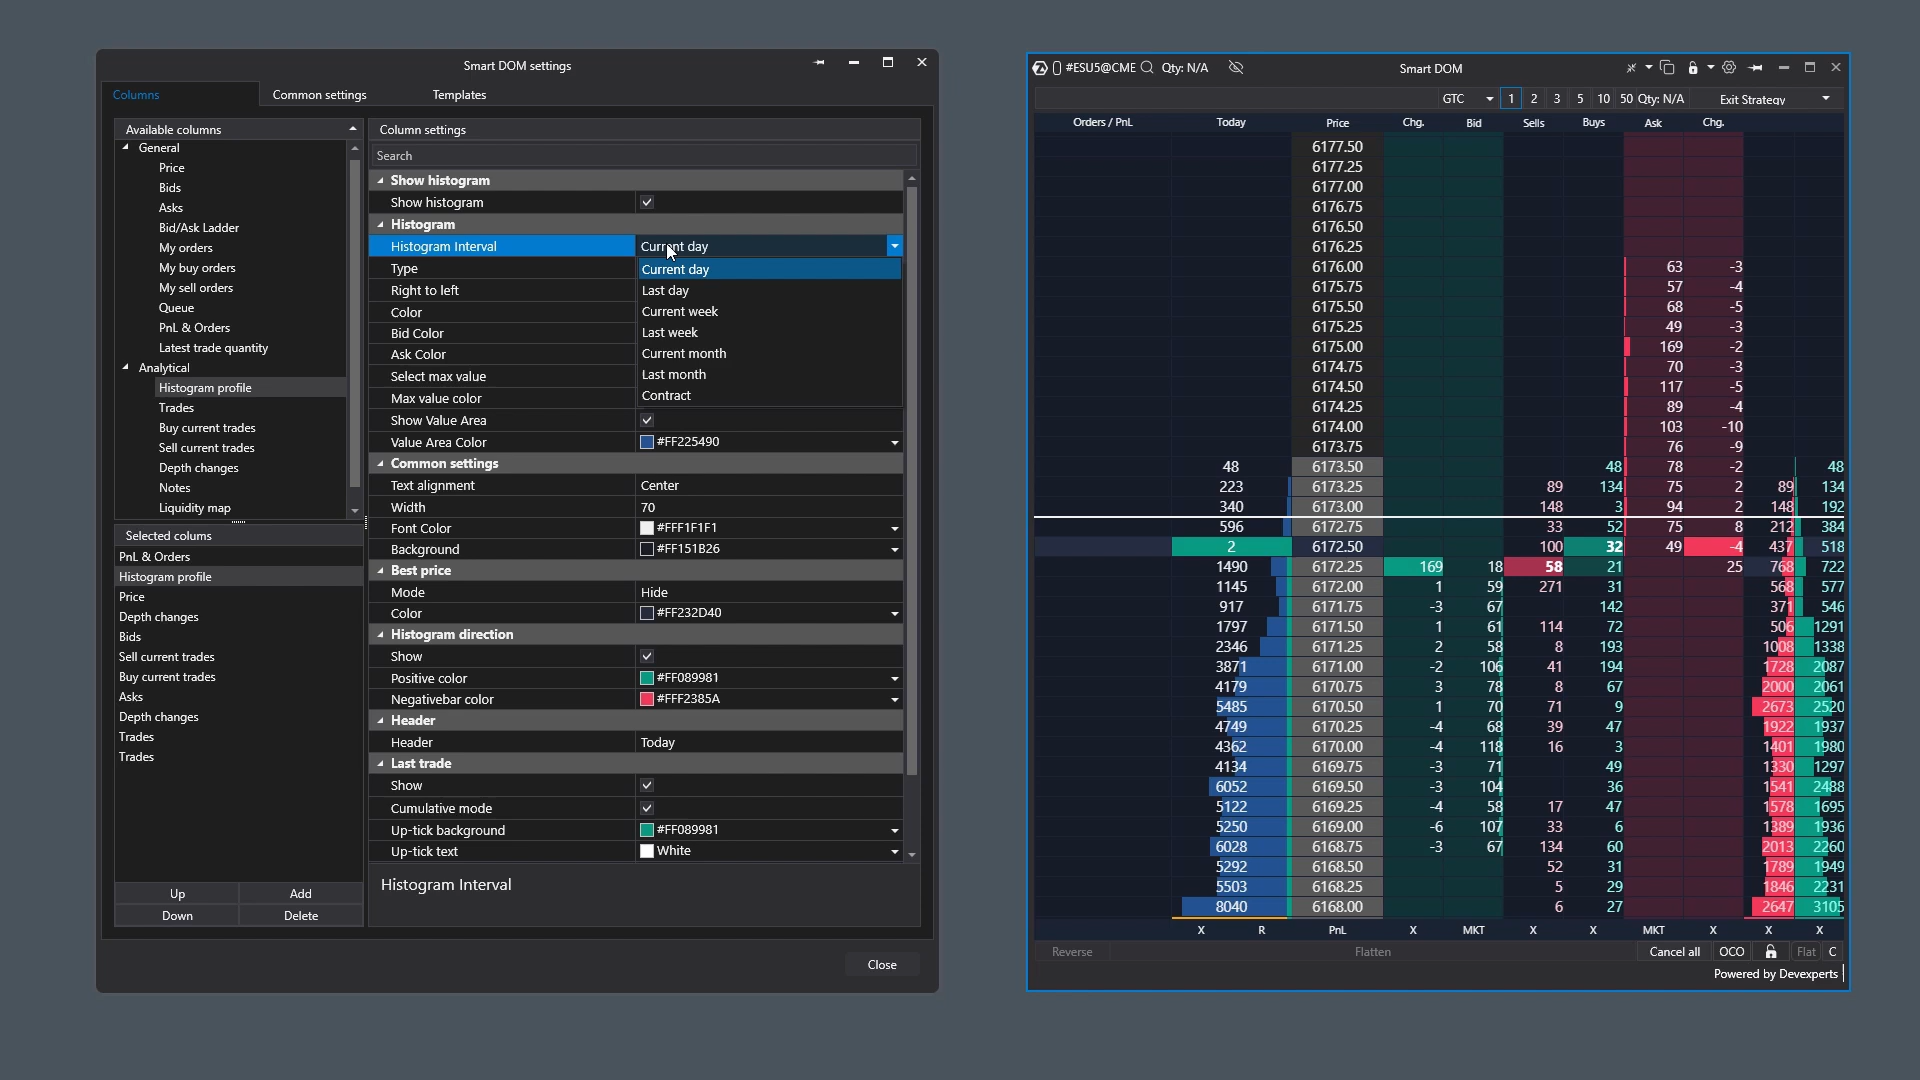 Smart DOM settings
Columns
Common settings
Templates
Available columns
General
Price
Bids
Asks
Bid/Ask Ladder
My orders
My buy orders
My sell orders
Queue
PnL & Orders
Latest trade quantity
Analytical
Histogram profile
Trades
Buy current trades
Sell current trades
Depth changes
Notes
Liquidity map
Selected colums
PnL & Orders
Histogram profile
Price
Depth changes
Bids
Sell current trades
Buy current trades
Asks
Depth changes
Trades
Trades
Up Add
Down Delete
Column settings
Search
Show histogram
Show histogram
Histogram
Histogram Interval Current day
Type
Right to left
Color
Bid Color
Ask Color
Select max value
Max value color
Current day
Last day
Current week
Last week
Current month
Last month
Contract
Show Value Area
Value Area Color #FF225490
Common settings
Text alignment Center
Width 70
Font Color #FFF1F1F1
Background #FF151B26
Best price
Mode Hide
Color #FF232D40
Histogram direction
Show
Positive color #FF089981
Negativebar color #FFF2385A
Header
Header Today
Last trade
Show
Cumulative mode
Up-tick background #FF089981
Up-tick text White
Histogram Interval
Close
#ESU5@CME Qty: N/A Smart DOM
GTC 1 2 3 5 10 50 Qty: N/A Exit Strategy
Orders / PnL Today Price Chg. Bid Sells Buys Ask Chg.
6177.50
6177.25
6177.00
6176.75
6176.50
6176.25
6176.00 63 -3
6175.75 57 -4
6175.50 68 -5
6175.25 49 -3
6175.00 169 -2
6174.75 70 -3
6174.50 117 -5
6174.25 89 -4
6174.00 103 -10
6173.75 76 -9
48 6173.50 48 78 -2 48
223 6173.25 89 134 75 2 89 134
340 6173.00 148 3 94 2 148 192
596 6172.75 33 52 75 8 212 384
2 6172.50 100 32 49 -4 437 518
1490 6172.25 169 18 58 21 25 768 722
1145 6172.00 1 59 271 31 568 577
917 6171.75 -3 67 142 371 546
1797 6171.50 1 61 114 72 506 1291
2346 6171.25 2 58 8 193 1008 1338
3871 6171.00 -2 106 41 194 1728 2087
4179 6170.75 3 78 8 67 2000 2061
5485 6170.50 1 70 71 9 2673 2520
4749 6170.25 -4 68 39 47 1922 1937
4362 6170.00 -4 118 16 3 1401 1980
4134 6169.75 -3 71 49 1330 1297
6052 6169.50 -3 104 36 1541 2488
5122 6169.25 -4 58 17 47 1578 1695
5250 6169.00 -6 107 33 6 1389 1936
6028 6168.75 -3 67 134 60 2013 2260
5292 6168.50 52 31 1789 1949
5503 6168.25 5 29 1846 2231
8040 6168.00 6 27 2647 3105
X R PnL X MKT X X MKT X X X
Reverse Flatten Cancel all OCO Flat C
Powered by Devexperts